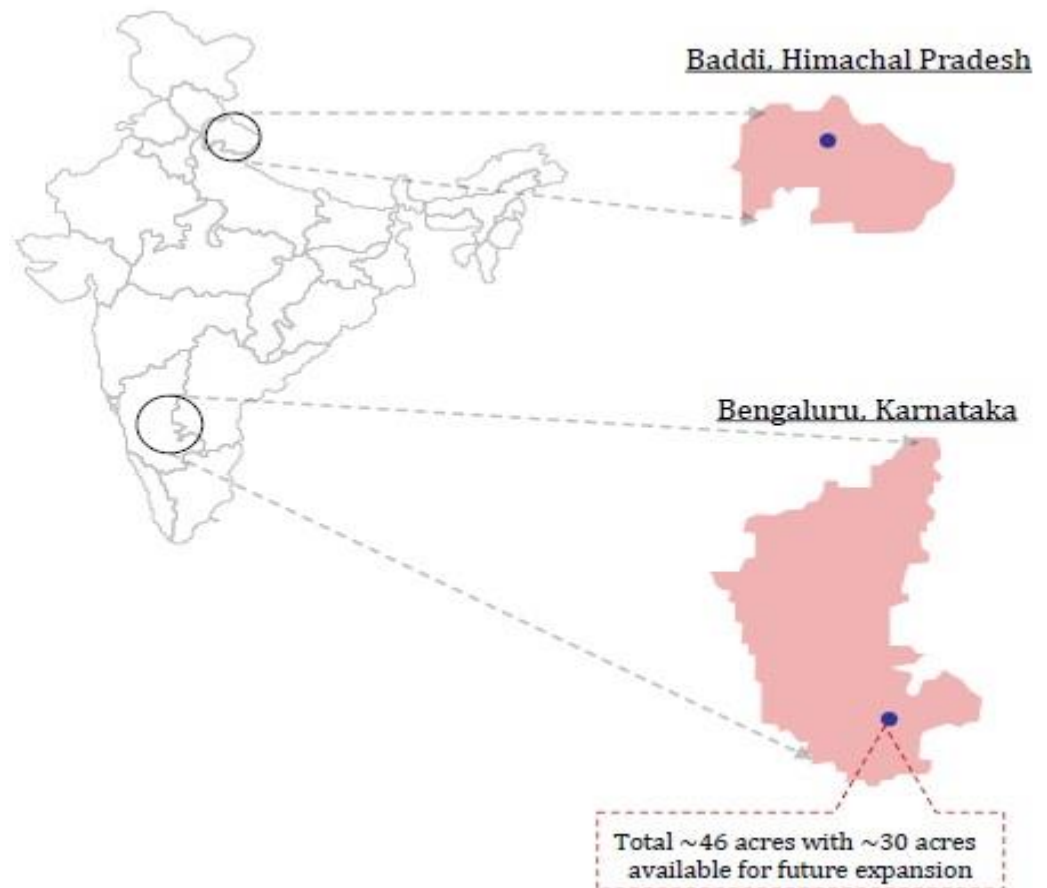 Baddi, Himachal Pradesh
Bengaluru, Karnataka
Total ~46 acres with ~30 acres
available for future expansion